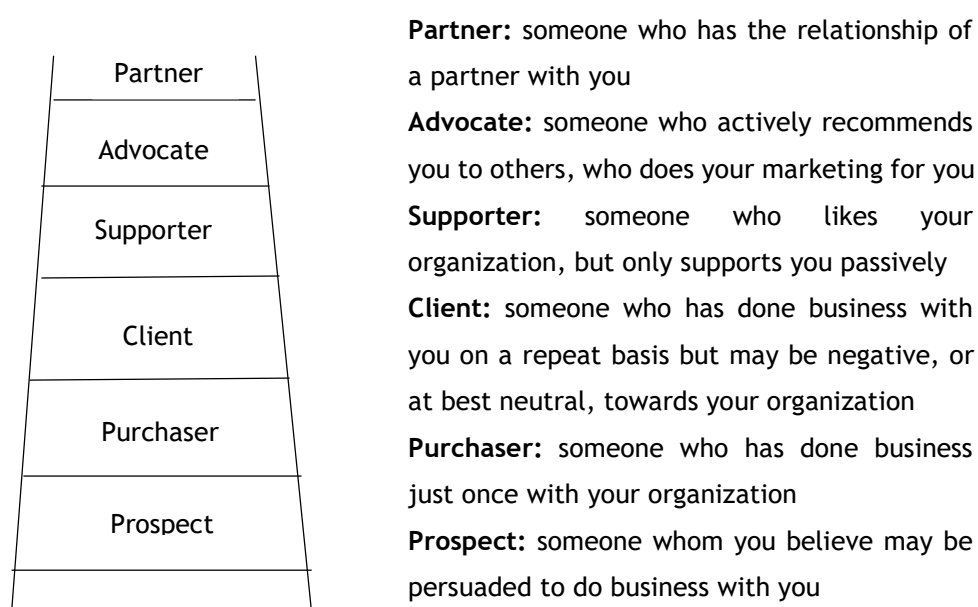 Partner
Advocate
Supporter
Client
Purchaser
Prospect
Partner: someone who has the relationship of
a partner with you
Advocate: someone who actively recommends
you to others, who does your marketing for you
Supporter: someone who likes your
organization, but only supports you passively
Client: someone who has done business with
you on a repeat basis but may be negative, or
at best neutral, towards your organization
Purchaser: someone who has done business
just once with your organization
Prospect: someone whom you believe may be
persuaded to do business with you